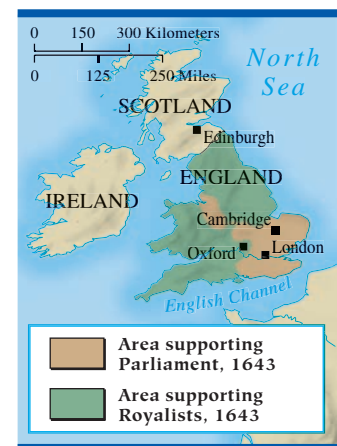 0 150 300 Kilometers
0 125 250 Miles
North
Sea
SCOTLAND
Edinburgh
ENGLAND
IRELAND
Cambridge
Oxford
London
English Channel
Area supporting
Parliament, 1643
Area supporting
Royalists, 1643